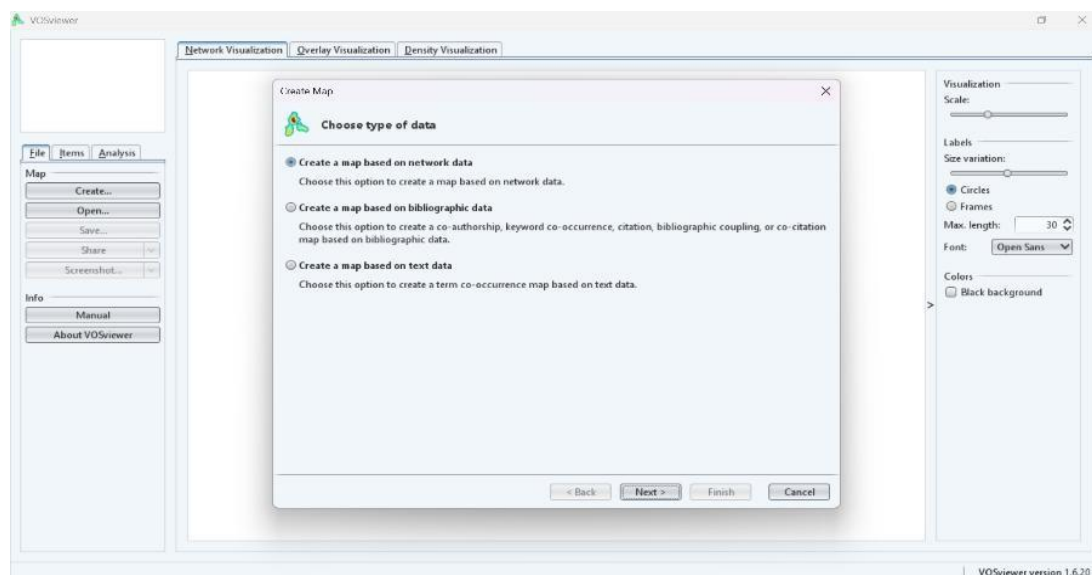 VOSviewer
Network Visualization Overlay Visualization Density Visualization
File Items Analysis
Map
Create...
Open...
Save...
Share
Screenshot...
Info
Manual
About VOSviewer
Create Map
Choose type of data
Create a map based on network data
Choose this option to create a map based on network data.
Create a map based on bibliographic data
Choose this option to create a co-authorship, keyword co-occurrence, citation, bibliographic coupling, or co-citation
map based on bibliographic data.
Create a map based on text data
Choose this option to create a term co-occurrence map based on text data.
< Back Next > Finish Cancel
Visualization
Scale:
Labels
Size variation:
Circles
Frames
Max. length: 30
Font: Open Sans
Colors
Black background
>
VOSviewer version 1.6.20